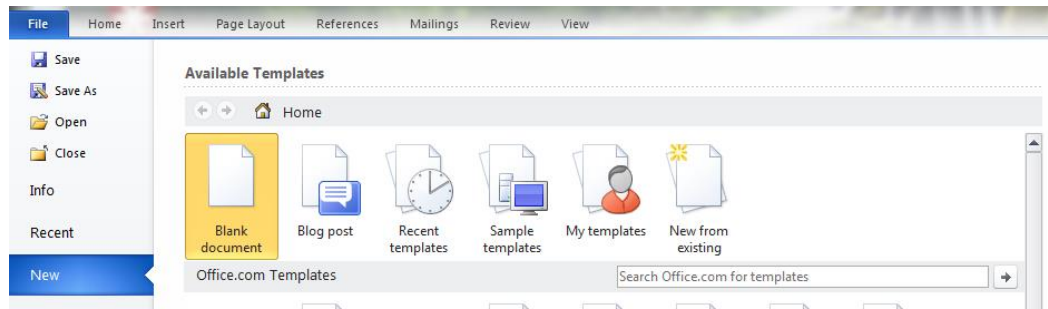 File Home Insert Page Layout References Mailings Review View
Save
Save As
Open
Close
Info
Recent
New
Available Templates
Home
Blank document
Blog post
Recent templates
Sample templates
My templates
New from existing
Office.com Templates
Search Office.com for templates